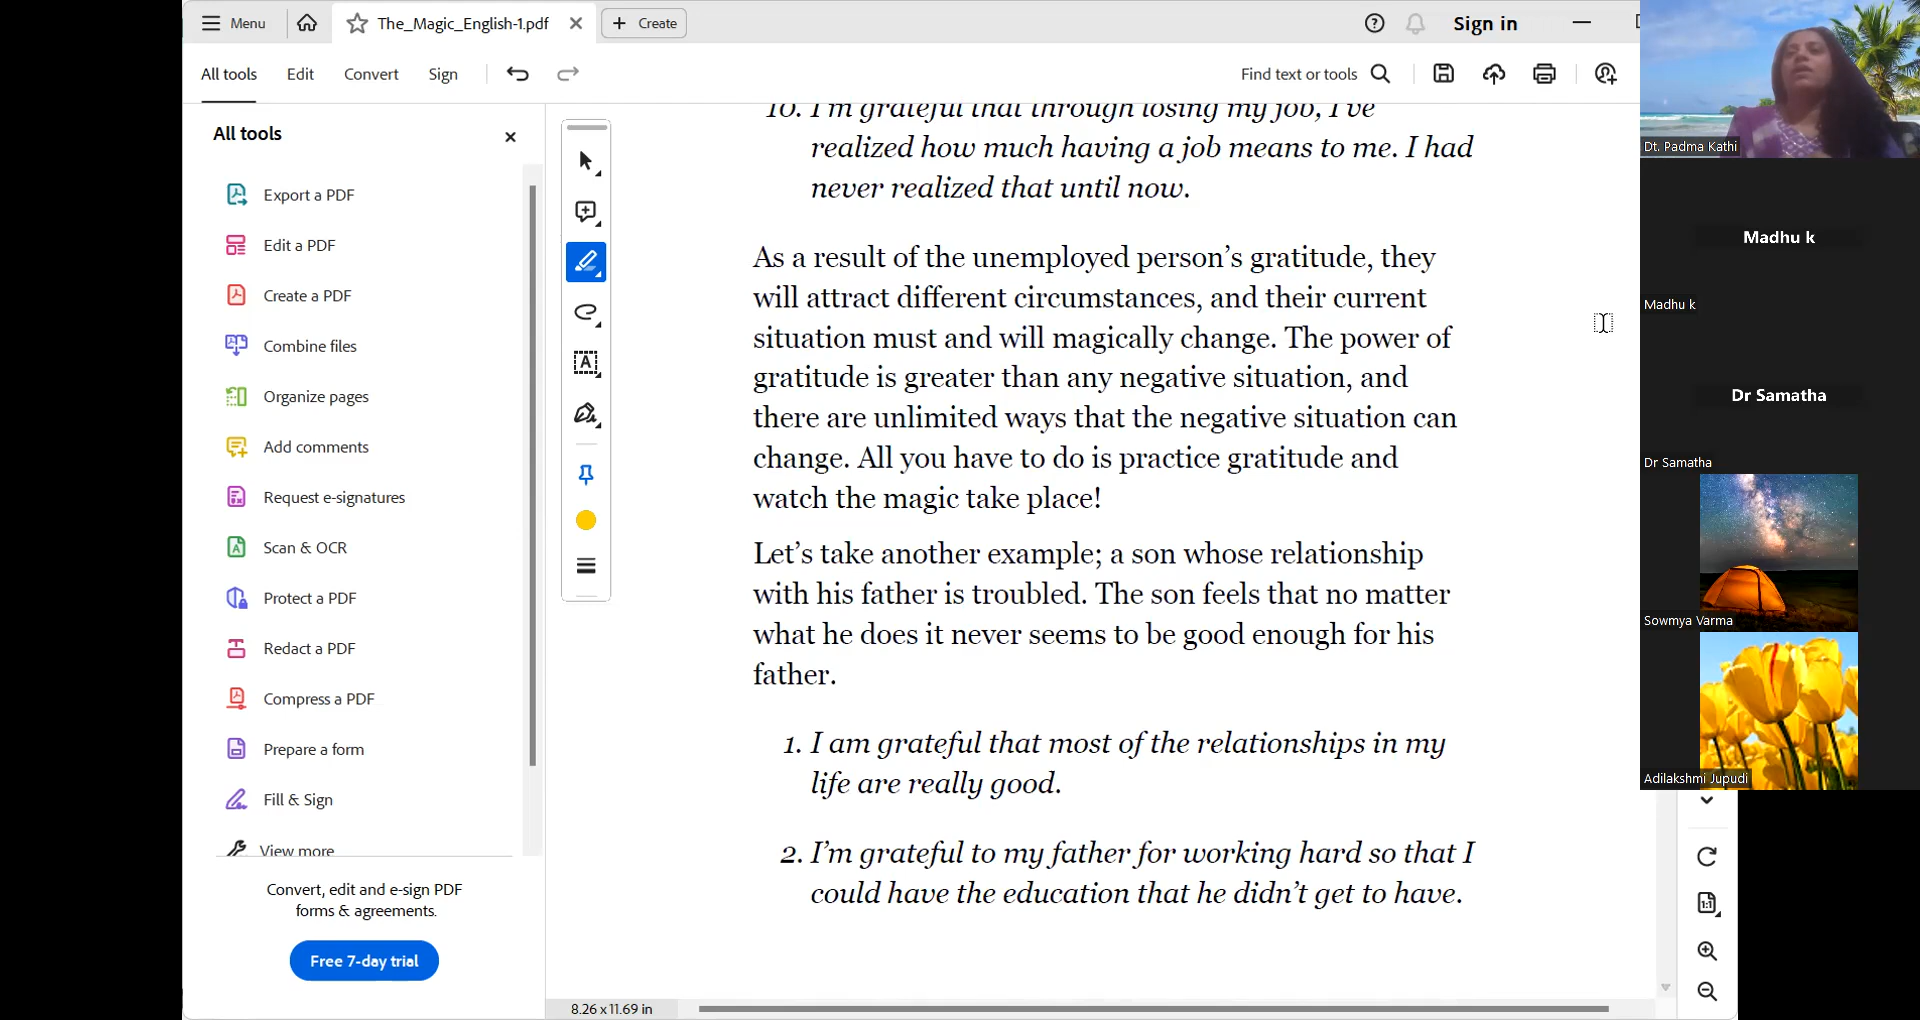 Menu
The_Magic_English-1.pdf
Create
Sign in
All tools
Edit
Convert
Sign
Find text or tools
All tools
Export a PDF
Edit a PDF
Create a PDF
Combine files
Organize pages
Add comments
Request e-signatures
Scan & OCR
Protect a PDF
Redact a PDF
Compress a PDF
Prepare a form
Fill & Sign
View more
Convert, edit and e-sign PDF
forms & agreements.
Free 7-day trial
10. I'm grateful that through losing my job, I've
realized how much having a job means to me. I had
never realized that until now.
As a result of the unemployed person’s gratitude, they
will attract different circumstances, and their current
situation must and will magically change. The power of
gratitude is greater than any negative situation, and
there are unlimited ways that the negative situation can
change. All you have to do is practice gratitude and
watch the magic take place!
Let’s take another example; a son whose relationship
with his father is troubled. The son feels that no matter
what he does it never seems to be good enough for his
father.
1. I am grateful that most of the relationships in my
life are really good.
2. I’m grateful to my father for working hard so that I
could have the education that he didn’t get to have.
8.26 x 11.69 in
Dt. Padma Kathi
Madhu k
Madhu k
Dr Samatha
Dr Samatha
Sowmya Varma
Adilakshmi Jupudi